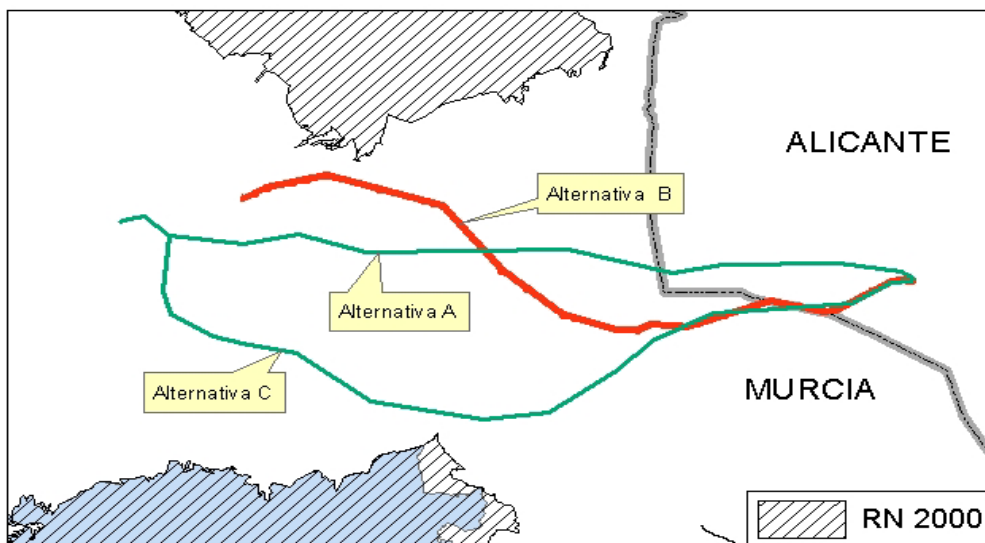 ALICANTE
Alternativa B
Alternativa A
Alternativa C
MURCIA
RN 2000